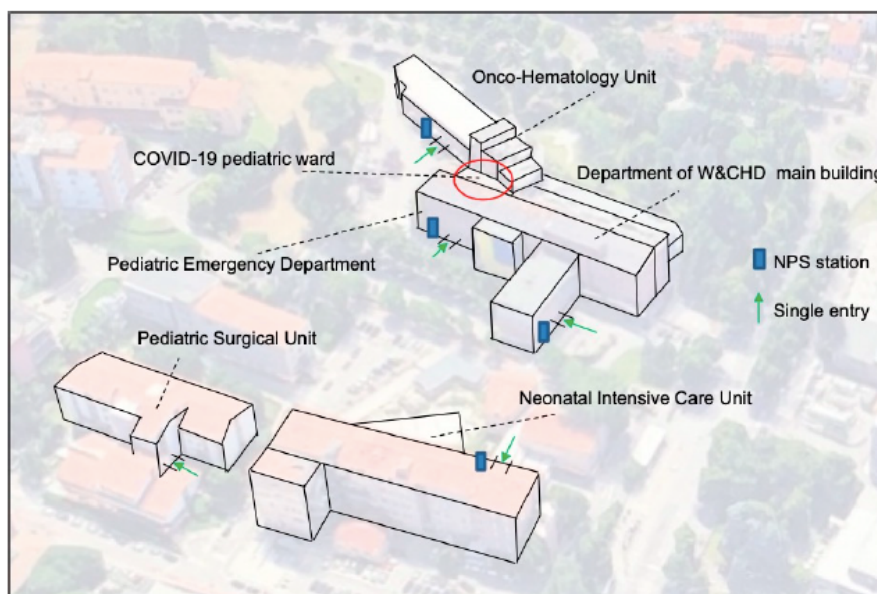 Onco-Hematology Unit
COVID-19 pediatric ward
Department of W&CHD main building
Pediatric Emergency Department
NPS station
Single entry
Pediatric Surgical Unit
Neonatal Intensive Care Unit